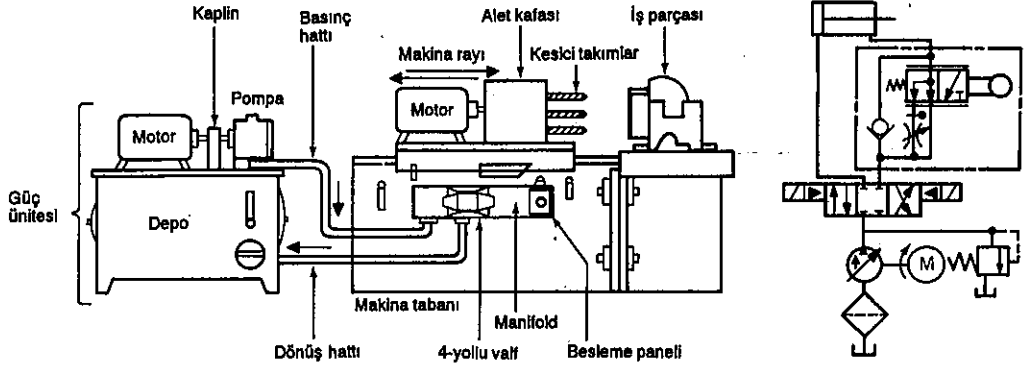 Kaplin
Basınç
hattı
Alet kafası
İş parçası
Makina rayı
Kesici takımlar
Pompa
Motor
Motor
Güç
ünitesi
Depo
Makina tabanı
Manifold
Dönüş hattı
4-yollu valf
Besleme paneli
M